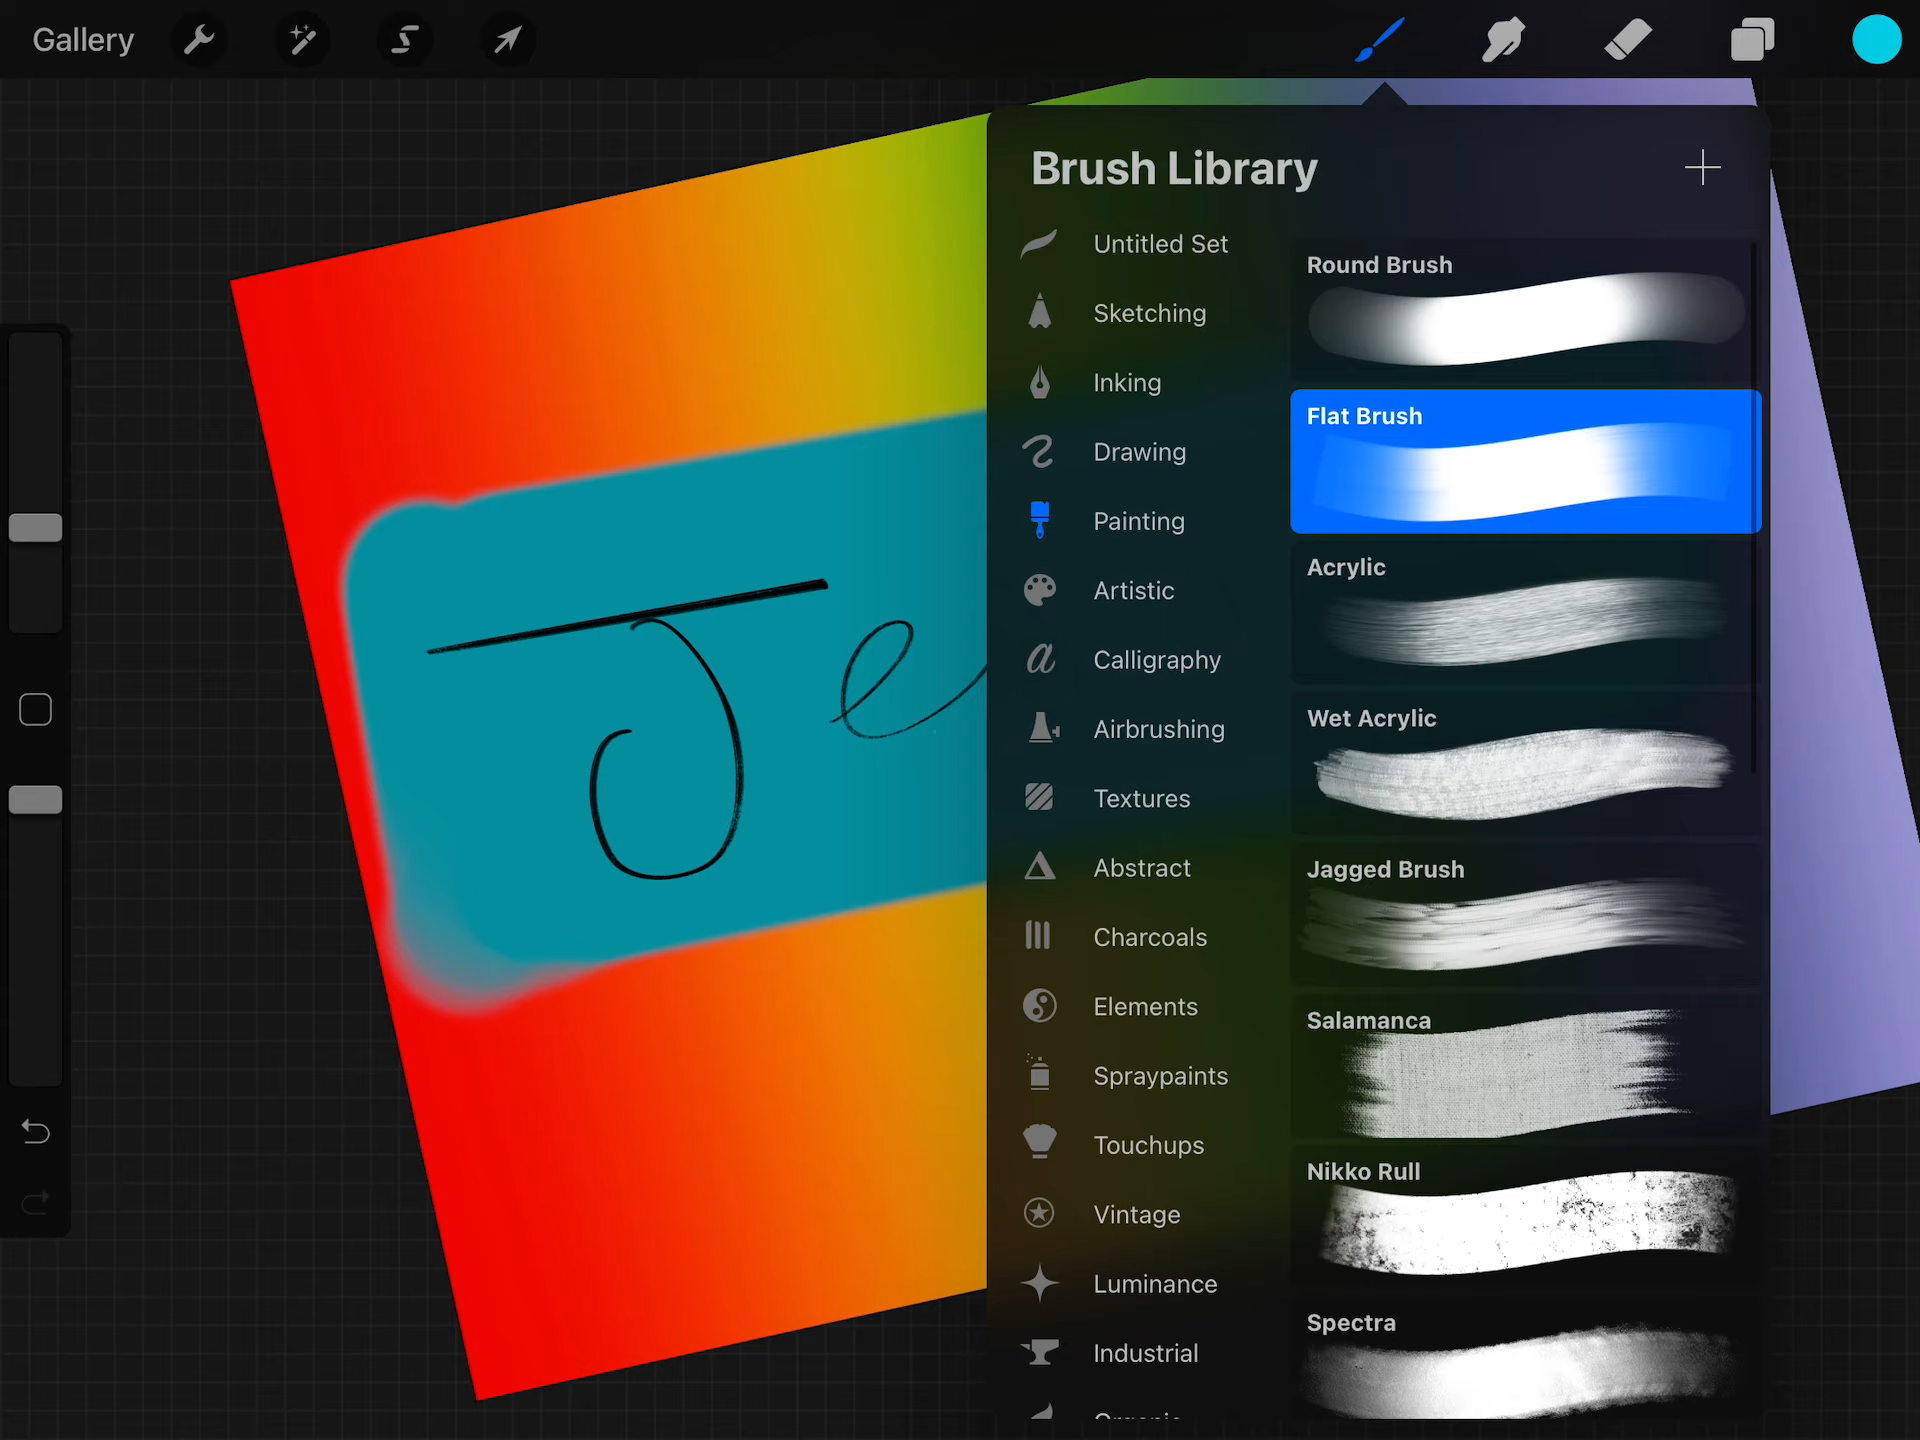 Gallery
Brush Library
Untitled Set
Sketching
Inking
Drawing
Painting
Artistic
Calligraphy
Airbrushing
Textures
Abstract
Charcoals
Elements
Spraypaints
Touchups
Vintage
Luminance
Industrial
Round Brush
Flat Brush
Acrylic
Wet Acrylic
Jagged Brush
Salamanca
Nikko Rull
Spectra
Je